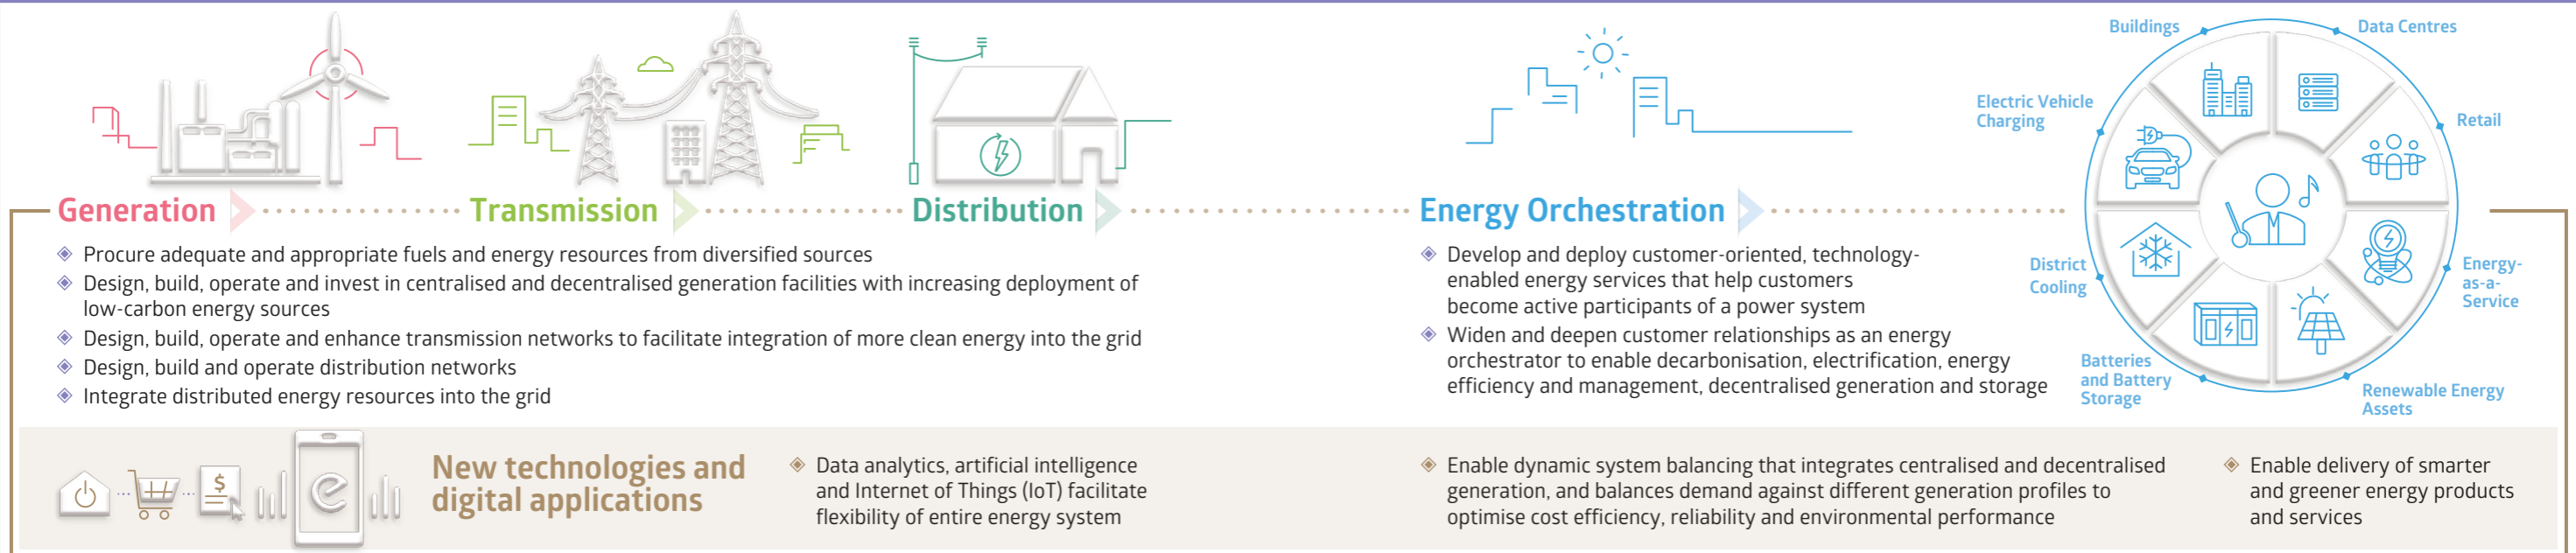 Generation
Transmission
Distribution
Procure adequate and appropriate fuels and energy resources from diversified sources
Design, build, operate and invest in centralised and decentralised generation facilities with increasing deployment of
low-carbon energy sources
Design, build, operate and enhance transmission networks to facilitate integration of more clean energy into the grid
Design, build and operate distribution networks
Integrate distributed energy resources into the grid
Energy Orchestration
Develop and deploy customer-oriented, technology-
enabled energy services that help customers
become active participants of a power system
Widen and deepen customer relationships as an energy
orchestrator to enable decarbonisation, electrification, energy
efficiency and management, decentralised generation and storage
Buildings
Data Centres
Electric Vehicle
Charging
Retail
District
Cooling
Energy-
as-a-
Service
Batteries
and Battery
Storage
Renewable Energy
Assets
$
e
New technologies and
digital applications
Data analytics, artificial intelligence
and Internet of Things (IoT) facilitate
flexibility of entire energy system
Enable dynamic system balancing that integrates centralised and decentralised
generation, and balances demand against different generation profiles to
optimise cost efficiency, reliability and environmental performance
Enable delivery of smarter
and greener energy products
and services